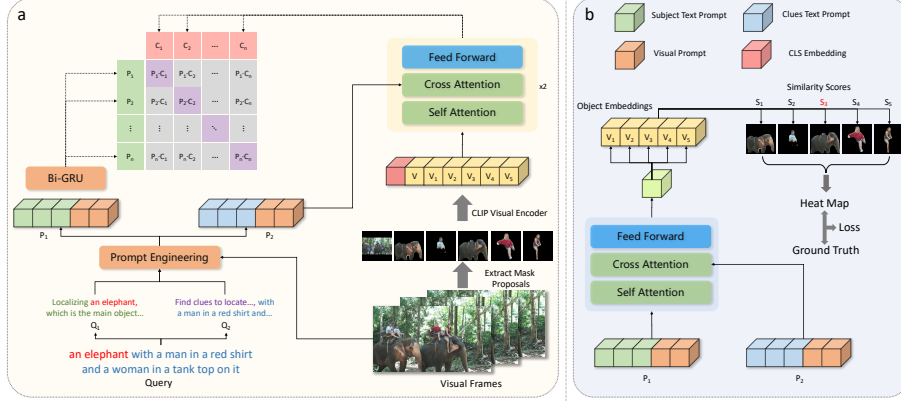 a
C1 C2 ... Cn
P1 P1·C1 P1·C2 ... P1·Cn
P2 P2·C1 P2·C2 ... P2·Cn
⋮ ⋮ ⋮ ⋱ ⋮
Pn Pn·C1 Pn·C2 ... Pn·Cn
Bi-GRU
P1
P2
Prompt Engineering
Localizing an elephant,
which is the main object...
Q1
Find clues to locate..., with
a man in a red shirt and...
Q2
an elephant with a man in a red shirt
and a woman in a tank top on it
Query
Feed Forward
Cross Attention
Self Attention
x2
V V1 V2 V3 V4 V5
CLIP Visual Encoder
Extract Mask
Proposals
Visual Frames
b
Subject Text Prompt
Clues Text Prompt
Visual Prompt
CLS Embedding
Similarity Scores
Object Embeddings
S1 S2 S3 S4 S5
V1 V2 V3 V4 V5
Heat Map
Loss
Ground Truth
Feed Forward
Cross Attention
Self Attention
P1
P2